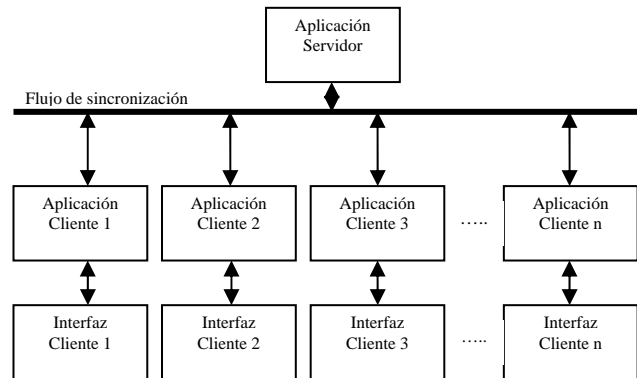 Aplicación
Servidor
Flujo de sincronización
Aplicación
Cliente 1
Aplicación
Cliente 2
Aplicación
Cliente 3
.....
Aplicación
Cliente n
Interfaz
Cliente 1
Interfaz
Cliente 2
Interfaz
Cliente 3
.....
Interfaz
Cliente n